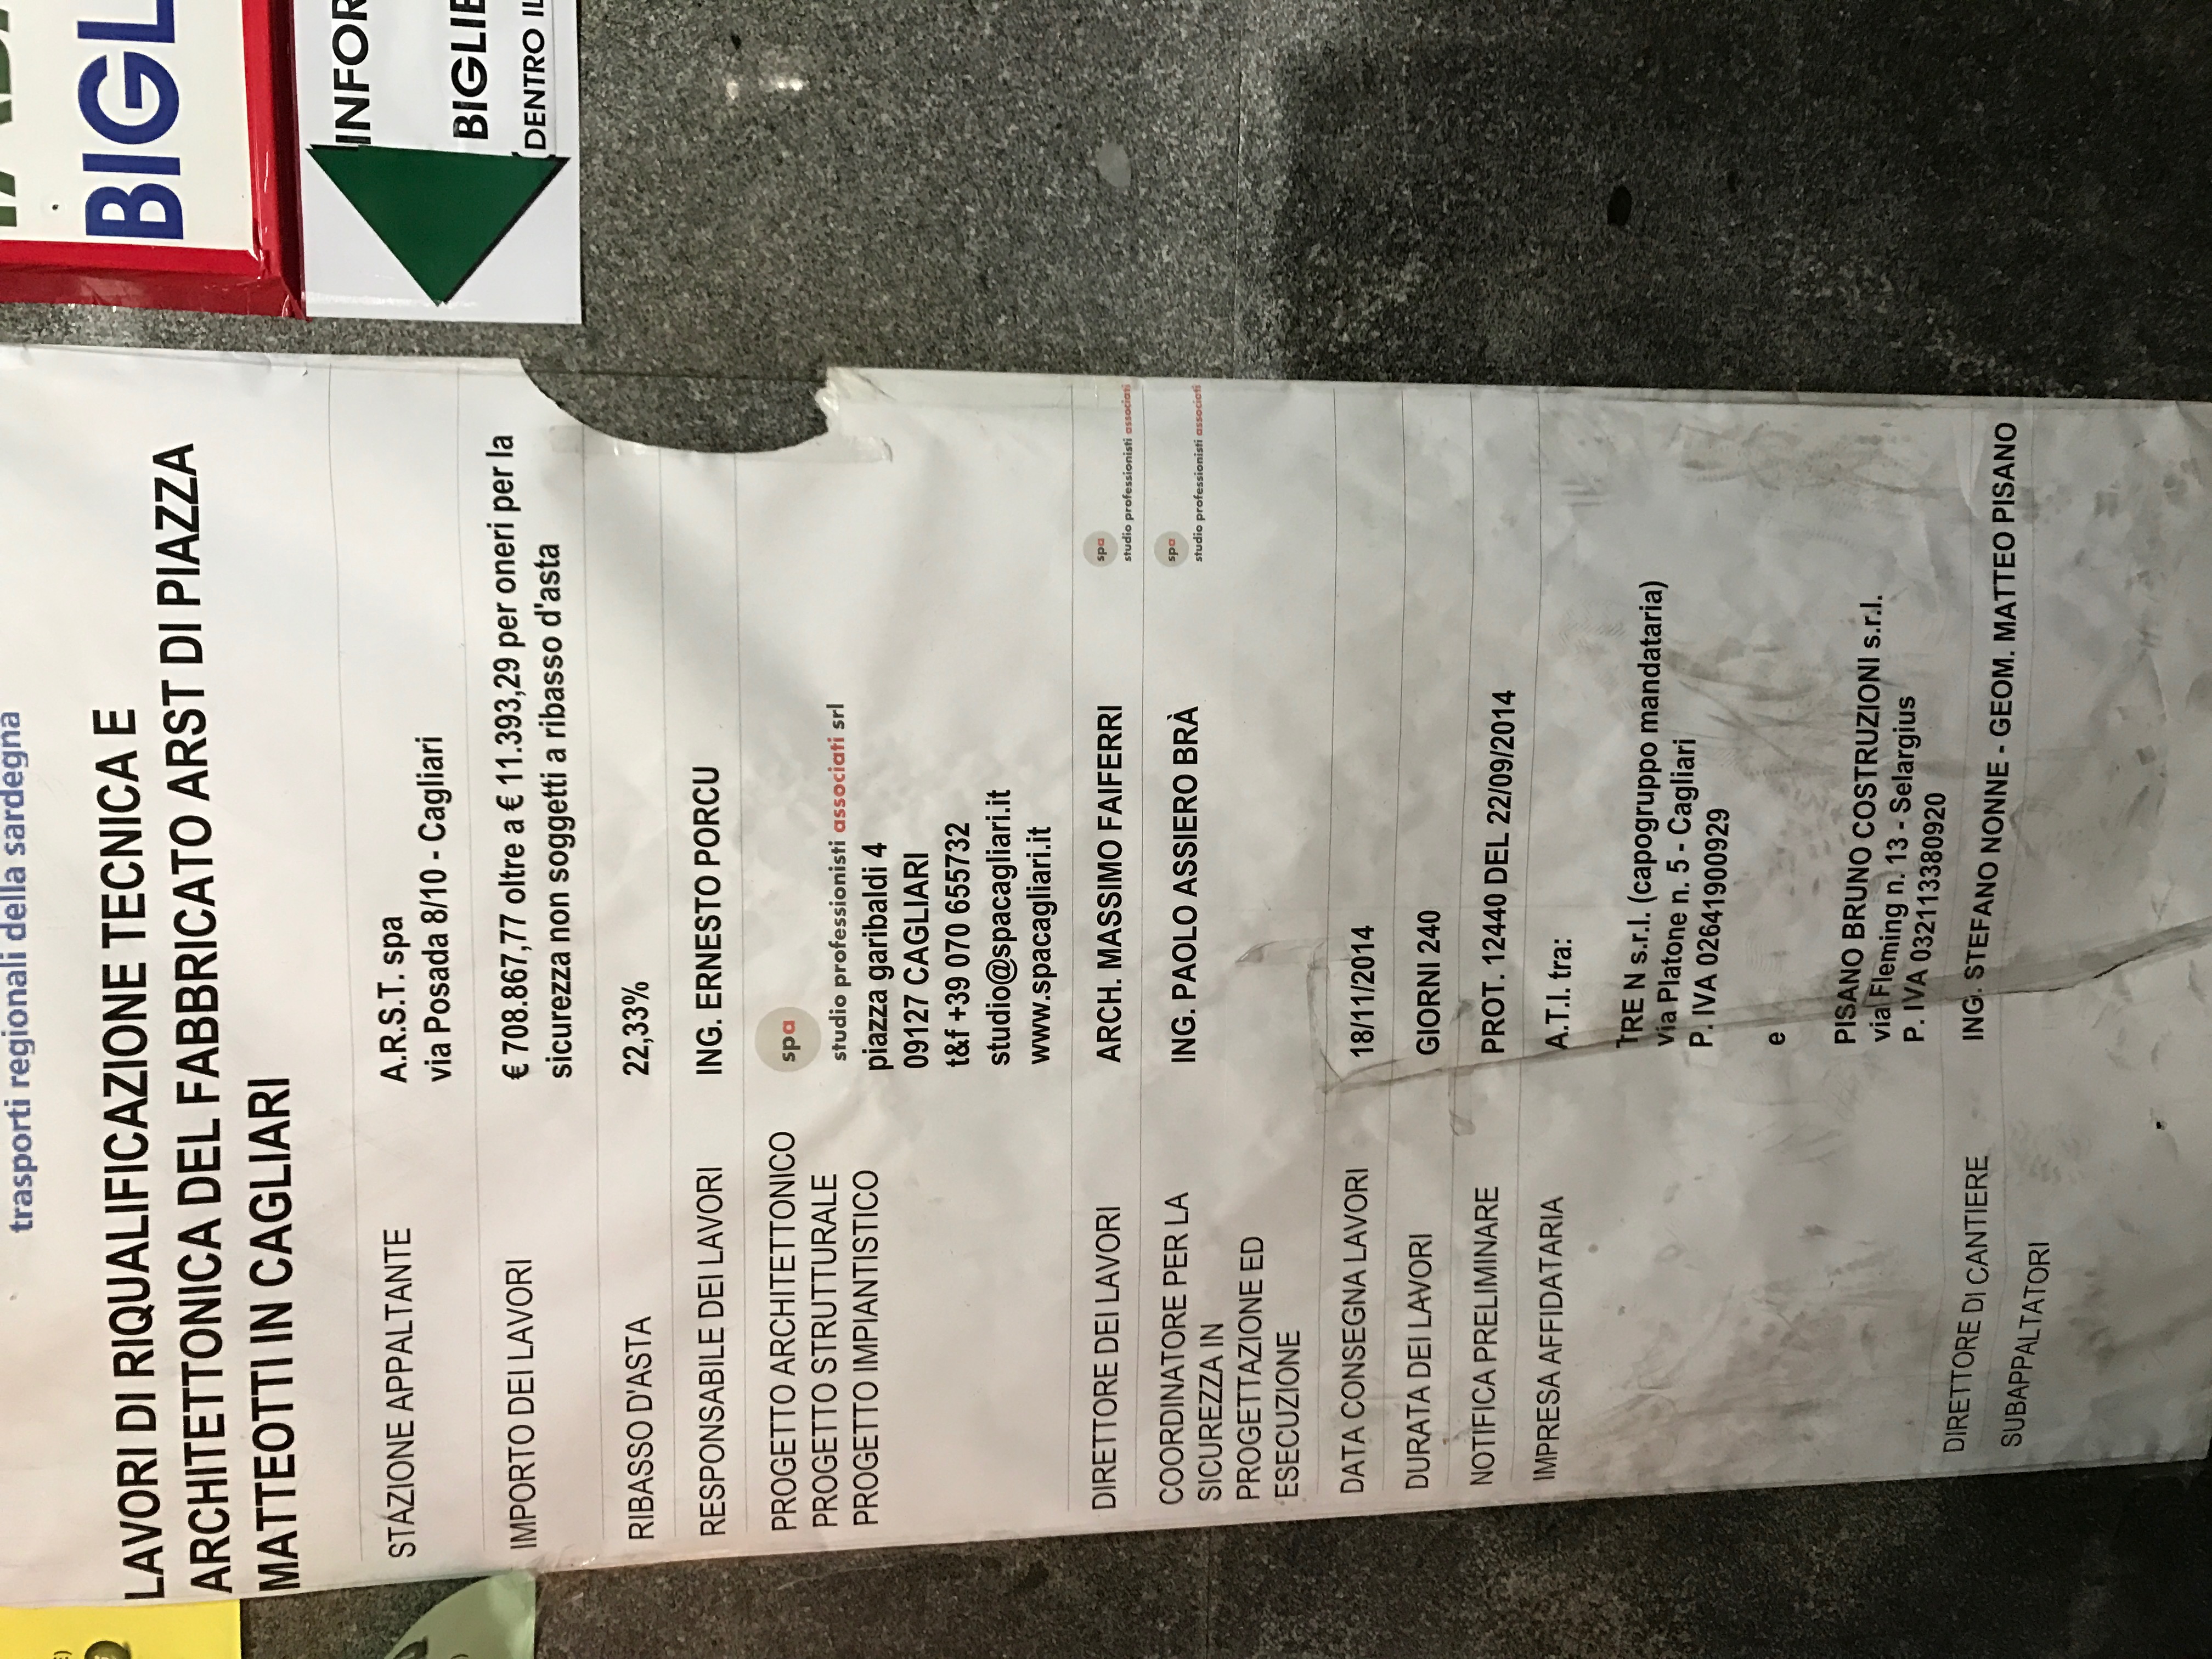 BIGL
INFOR
BIGLIE
(DENTRO IL
trasporti regionali della sardegna
LAVORI DI RIQUALIFICAZIONE TECNICA E
ARCHITETTONICA DEL FABBRICATO ARST DI PIAZZA
MATTEOTTI IN CAGLIARI
STAZIONE APPALTANTE
A.R.S.T. spa
via Posada 8/10 - Cagliari
IMPORTO DEI LAVORI
€ 708.867,77 oltre a € 11.393,29 per oneri per la
sicurezza non soggetti a ribasso d'asta
RIBASSO D'ASTA
22,33%
RESPONSABILE DEI LAVORI
ING. ERNESTO PORCU
PROGETTO ARCHITETTONICO
PROGETTO STRUTTURALE
PROGETTO IMPIANTISTICO
spa
studio professionisti associati srl
piazza garibaldi 4
09127 CAGLIARI
t&f +39 070 655732
studio@spacagliari.it
www.spacagliari.it
DIRETTORE DEI LAVORI
ARCH. MASSIMO FAIFERRI
spa
studio professionisti associati
COORDINATORE PER LA
SICUREZZA IN
PROGETTAZIONE ED
ESECUZIONE
ING. PAOLO ASSIERO BRÀ
spa
studio professionisti associati
DATA CONSEGNA LAVORI
18/11/2014
DURATA DEI LAVORI
GIORNI 240
NOTIFICA PRELIMINARE
PROT. 12440 DEL 22/09/2014
IMPRESA AFFIDATARIA
A.T.I. tra:
TRE N s.r.l. (capogruppo mandataria)
Via Platone n. 5 - Cagliari
P. IVA 02641900929
e
PISANO BRUNO COSTRUZIONI s.r.l.
via Fleming n. 13 - Selargius
P. IVA 03211380920
DIRETTORE DI CANTIERE
ING. STEFANO NONNE - GEOM. MATTEO PISANO
SUBAPPALTATORI